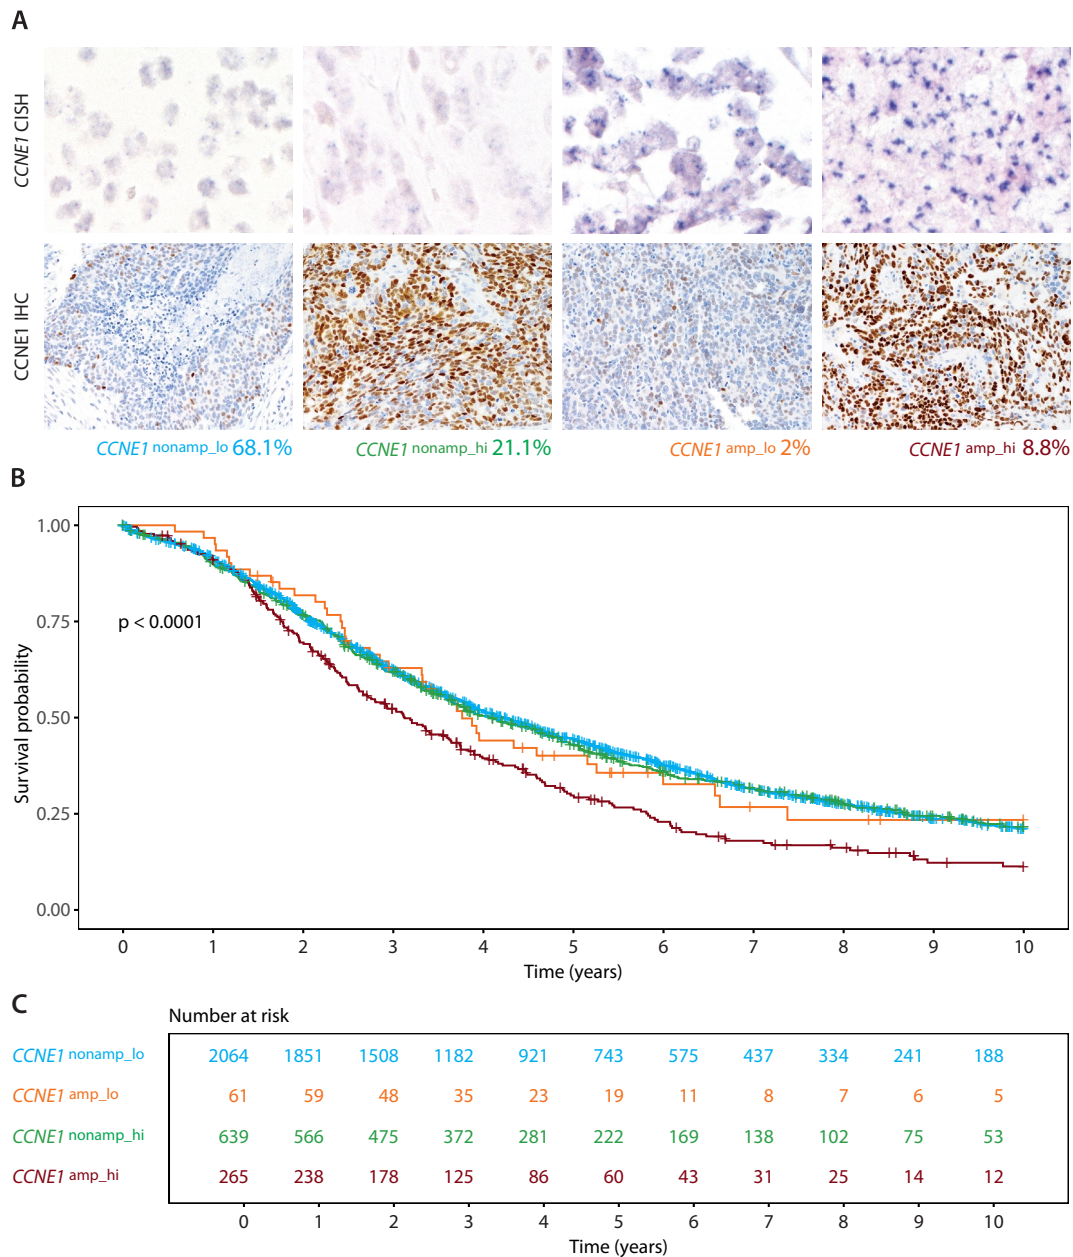 A
CCNE1 CISH
CCNE1 IHC
CCNE1 nonamp_lo 68.1%
CCNE1 nonamp_hi 21.1%
CCNE1 amp_lo 2%
CCNE1 amp_hi 8.8%
B
Survival probability
1.00
0.75
0.50
0.25
0.00
p < 0.0001
0 1 2 3 4 5 6 7 8 9 10
Time (years)
C
Number at risk
CCNE1 nonamp_lo 2064 1851 1508 1182 921 743 575 437 334 241 188
CCNE1 amp_lo 61 59 48 35 23 19 11 8 7 6 5
CCNE1 nonamp_hi 639 566 475 372 281 222 169 138 102 75 53
CCNE1 amp_hi 265 238 178 125 86 60 43 31 25 14 12
0 1 2 3 4 5 6 7 8 9 10
Time (years)